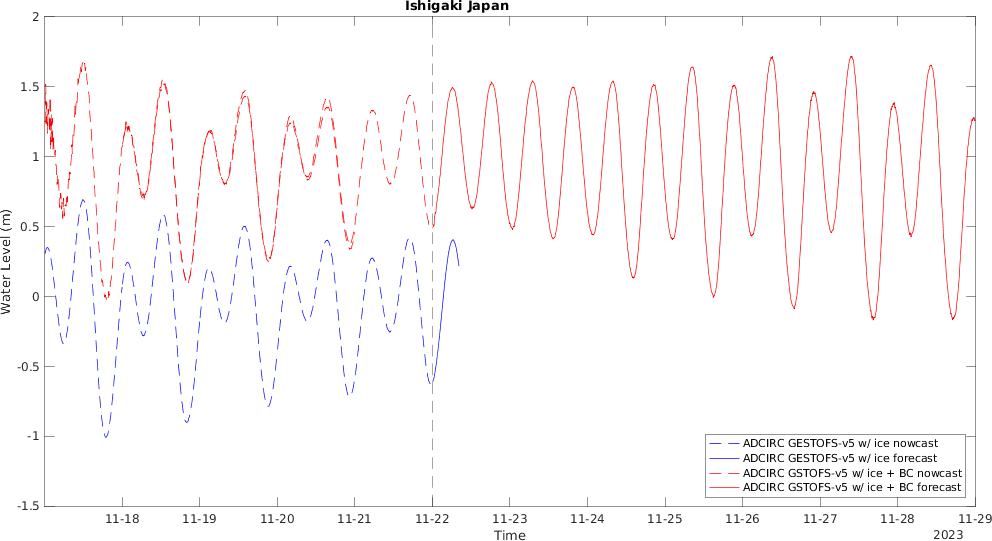 Ishigaki Japan
2
1.5
1
0.5
0
-0.5
-1
-1.5
Water Level (m)
11-18 11-19 11-20 11-21 11-22 11-23 11-24 11-25 11-26 11-27 11-28 11-29
Time
2023
ADCIRC GESTOFS-v5 w/ ice nowcast
ADCIRC GESTOFS-v5 w/ ice forecast
ADCIRC GSTOFS-v5 w/ ice + BC nowcast
ADCIRC GSTOFS-v5 w/ ice + BC forecast